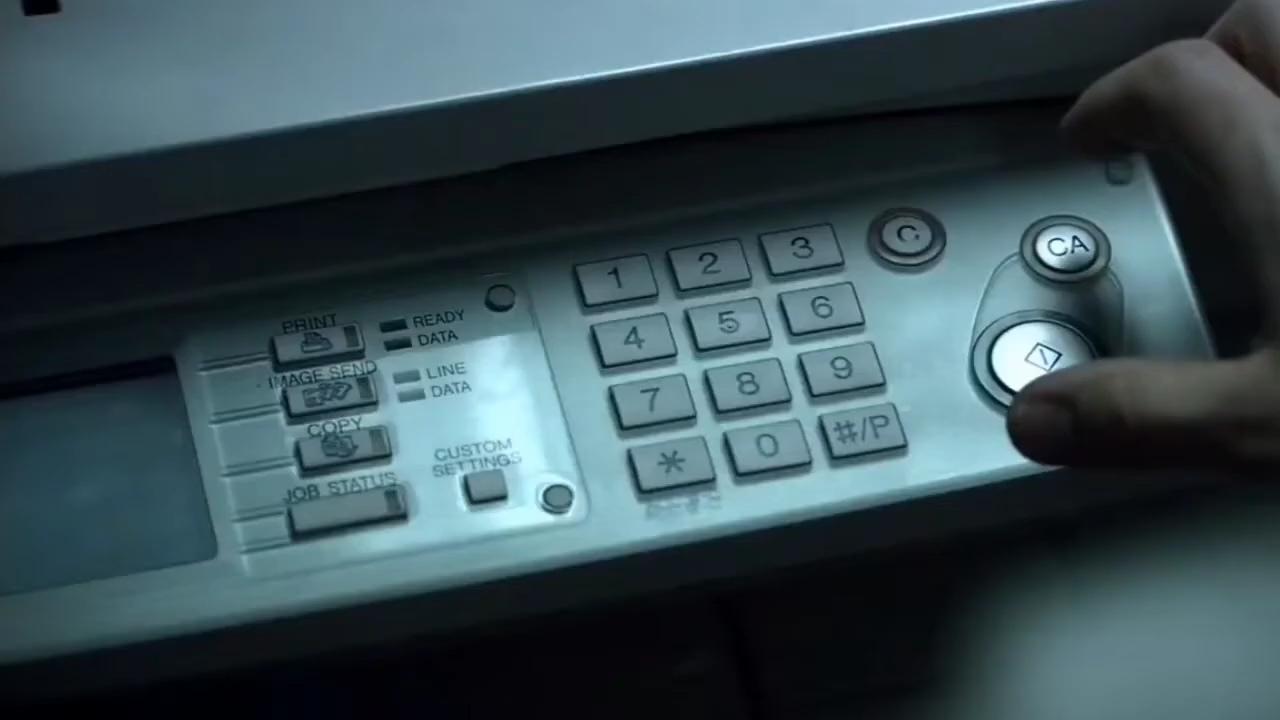 PRINT
READY
DATA
IMAGE SEND
LINE
DATA
COPY
CUSTOM
SETTINGS
JOB STATUS
1 2 3
4 5 6
7 8 9
* 0 #/P
C
CA